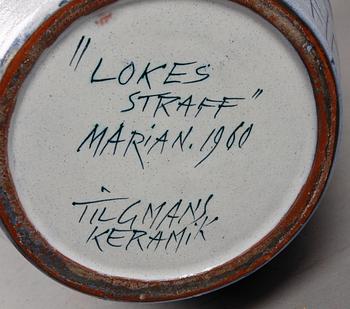 "LOKES
STRAFF"
MARIAN. 1960
TILGMANS
KERAMIK